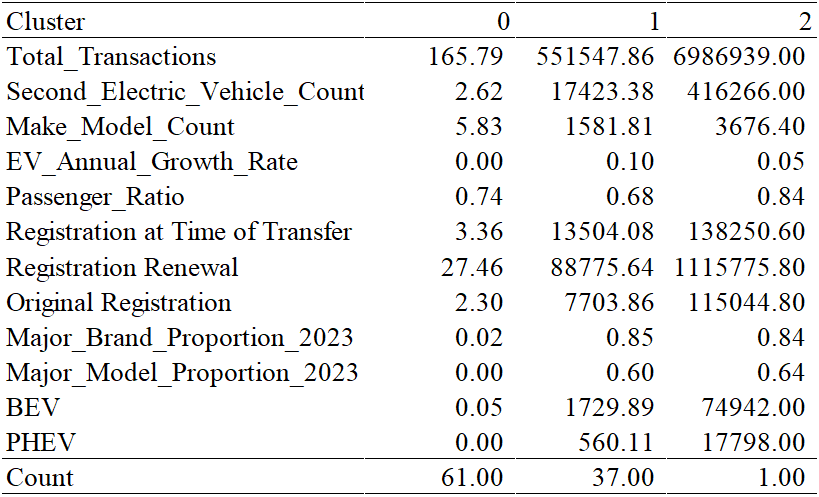 Cluster 0 1 2
Total_Transactions 165.79 551547.86 6986939.00
Second_Electric_Vehicle_Count 2.62 17423.38 416266.00
Make_Model_Count 5.83 1581.81 3676.40
EV_Annual_Growth_Rate 0.00 0.10 0.05
Passenger_Ratio 0.74 0.68 0.84
Registration at Time of Transfer 3.36 13504.08 138250.60
Registration Renewal 27.46 88775.64 1115775.80
Original Registration 2.30 7703.86 115044.80
Major_Brand_Proportion_2023 0.02 0.85 0.84
Major_Model_Proportion_2023 0.00 0.60 0.64
BEV 0.05 1729.89 74942.00
PHEV 0.00 560.11 17798.00
Count 61.00 37.00 1.00